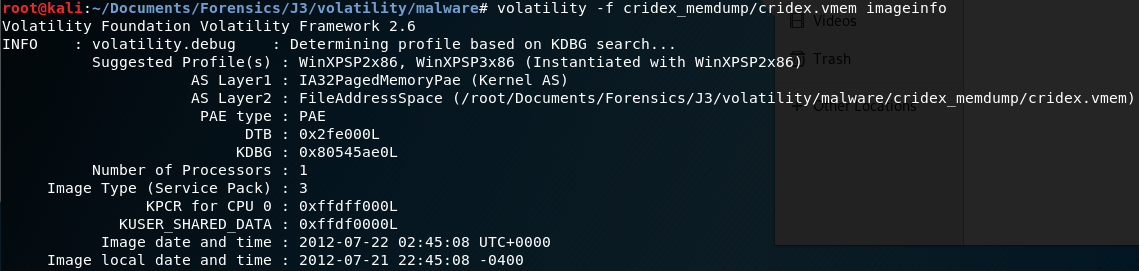 root@kali:~/Documents/Forensics/J3/volatility/malware# volatility -f cridex_memdump/cridex.vmem imageinfo
Volatility Foundation Volatility Framework 2.6
INFO    : volatility.debug    : Determining profile based on KDBG search...
          Suggested Profile(s) : WinXPSP2x86, WinXPSP3x86 (Instantiated with WinXPSP2x86)
                     AS Layer1 : IA32PagedMemoryPae (Kernel AS)
                     AS Layer2 : FileAddressSpace (/root/Documents/Forensics/J3/volatility/malware/cridex_memdump/cridex.vmem)
                      PAE type : PAE
                           DTB : 0x2fe000L
                          KDBG : 0x80545ae0L
          Number of Processors : 1
     Image Type (Service Pack) : 3
                KPCR for CPU 0 : 0xffdff000L
             KUSER_SHARED_DATA : 0xffdf0000L
           Image date and time : 2012-07-22 02:45:08 UTC+0000
     Image local date and time : 2012-07-21 22:45:08 -0400
Videos
Trash
+ Other Locations